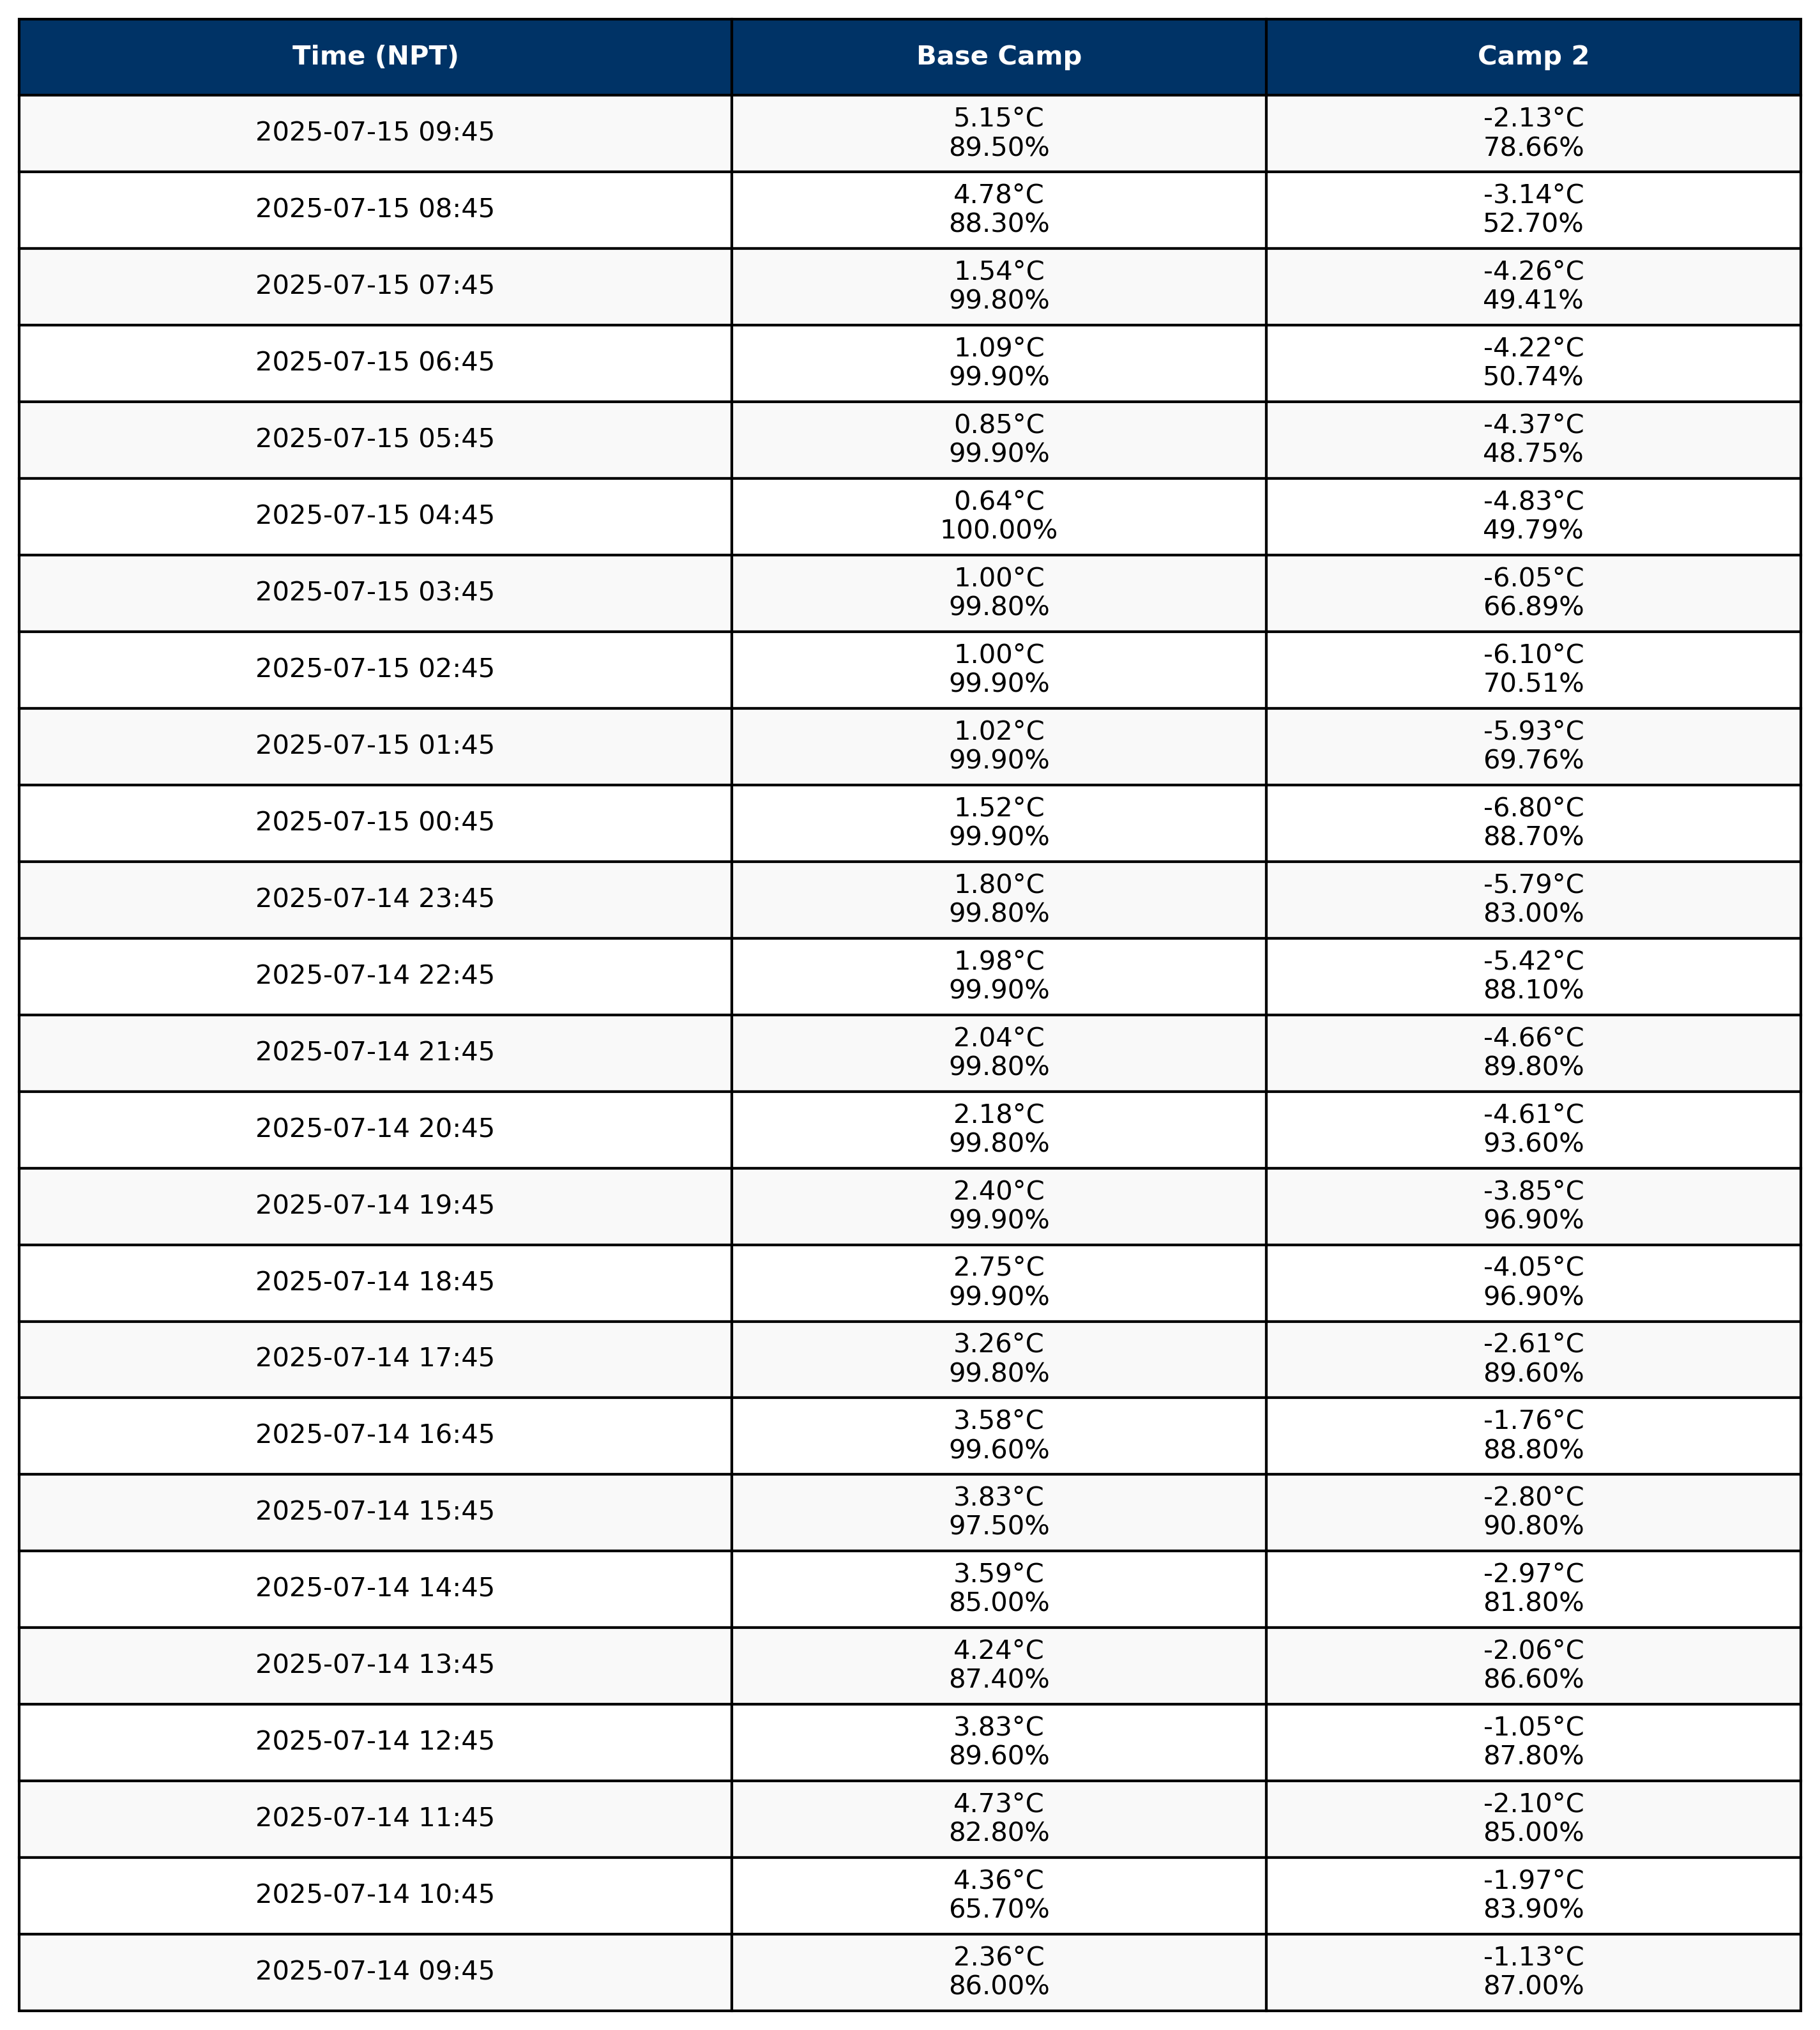 Time (NPT) Base Camp Camp 2
2025-07-15 09:45 5.15°C -2.13°C
89.50% 78.66%
2025-07-15 08:45 4.78°C -3.14°C
88.30% 52.70%
2025-07-15 07:45 1.54°C -4.26°C
99.80% 49.41%
2025-07-15 06:45 1.09°C -4.22°C
99.90% 50.74%
2025-07-15 05:45 0.85°C -4.37°C
99.90% 48.75%
2025-07-15 04:45 0.64°C -4.83°C
100.00% 49.79%
2025-07-15 03:45 1.00°C -6.05°C
99.80% 66.89%
2025-07-15 02:45 1.00°C -6.10°C
99.90% 70.51%
2025-07-15 01:45 1.02°C -5.93°C
99.90% 69.76%
2025-07-15 00:45 1.52°C -6.80°C
99.90% 88.70%
2025-07-14 23:45 1.80°C -5.79°C
99.80% 83.00%
2025-07-14 22:45 1.98°C -5.42°C
99.90% 88.10%
2025-07-14 21:45 2.04°C -4.66°C
99.80% 89.80%
2025-07-14 20:45 2.18°C -4.61°C
99.80% 93.60%
2025-07-14 19:45 2.40°C -3.85°C
99.90% 96.90%
2025-07-14 18:45 2.75°C -4.05°C
99.90% 96.90%
2025-07-14 17:45 3.26°C -2.61°C
99.80% 89.60%
2025-07-14 16:45 3.58°C -1.76°C
99.60% 88.80%
2025-07-14 15:45 3.83°C -2.80°C
97.50% 90.80%
2025-07-14 14:45 3.59°C -2.97°C
85.00% 81.80%
2025-07-14 13:45 4.24°C -2.06°C
87.40% 86.60%
2025-07-14 12:45 3.83°C -1.05°C
89.60% 87.80%
2025-07-14 11:45 4.73°C -2.10°C
82.80% 85.00%
2025-07-14 10:45 4.36°C -1.97°C
65.70% 83.90%
2025-07-14 09:45 2.36°C -1.13°C
86.00% 87.00%